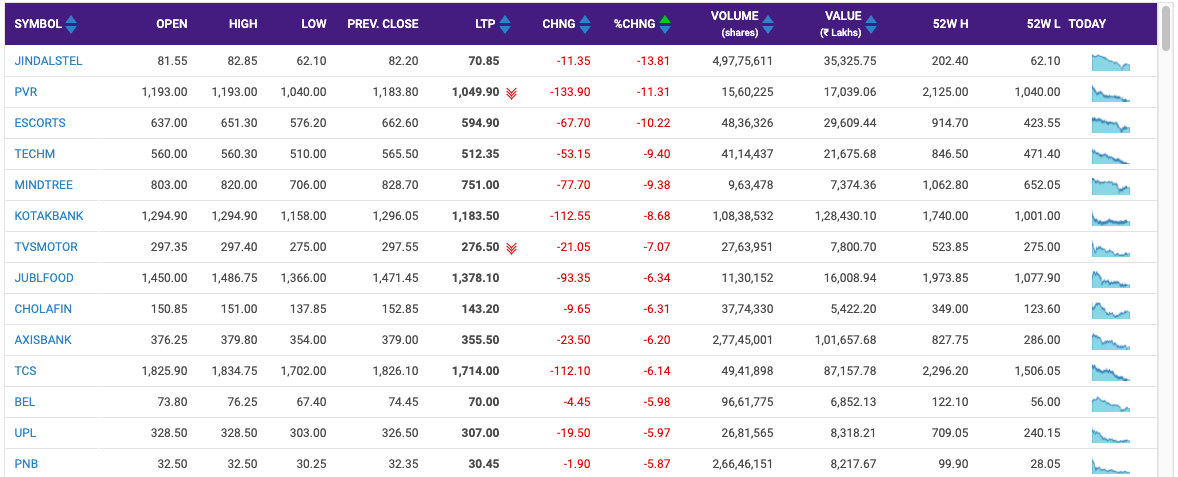 SYMBOL OPEN HIGH LOW PREV. CLOSE LTP CHNG %CHNG VOLUME (shares) VALUE (₹ Lakhs) 52W H 52W L TODAY
JINDALSTEL 81.55 82.85 62.10 82.20 70.85 -11.35 -13.81 4,97,75,611 35,325.75 202.40 62.10
PVR 1,193.00 1,193.00 1,040.00 1,183.80 1,049.90 -133.90 -11.31 15,60,225 17,039.06 2,125.00 1,040.00
ESCORTS 637.00 651.30 576.20 662.60 594.90 -67.70 -10.22 48,36,326 29,609.44 914.70 423.55
TECHM 560.00 560.30 510.00 565.50 512.35 -53.15 -9.40 41,14,437 21,675.68 846.50 471.40
MINDTREE 803.00 820.00 706.00 828.70 751.00 -77.70 -9.38 9,63,478 7,374.36 1,062.80 652.05
KOTAKBANK 1,294.90 1,294.90 1,158.00 1,296.05 1,183.50 -112.55 -8.68 1,08,38,532 1,28,430.10 1,740.00 1,001.00
TVSMOTOR 297.35 297.40 275.00 297.55 276.50 -21.05 -7.07 27,63,951 7,800.70 523.85 275.00
JUBLFOOD 1,450.00 1,486.75 1,366.00 1,471.45 1,378.10 -93.35 -6.34 11,30,152 16,008.94 1,973.85 1,077.90
CHOLAFIN 150.85 151.00 137.85 152.85 143.20 -9.65 -6.31 37,74,330 5,422.20 349.00 123.60
AXISBANK 376.25 379.80 354.00 379.00 355.50 -23.50 -6.20 2,77,45,001 1,01,657.68 827.75 286.00
TCS 1,825.90 1,834.75 1,702.00 1,826.10 1,714.00 -112.10 -6.14 49,41,898 87,157.78 2,296.20 1,506.05
BEL 73.80 76.25 67.40 74.45 70.00 -4.45 -5.98 96,61,775 6,852.13 122.10 56.00
UPL 328.50 328.50 303.00 326.50 307.00 -19.50 -5.97 26,81,565 8,318.21 709.05 240.15
PNB 32.50 32.50 30.25 32.35 30.45 -1.90 -5.87 2,66,46,151 8,217.67 99.90 28.05